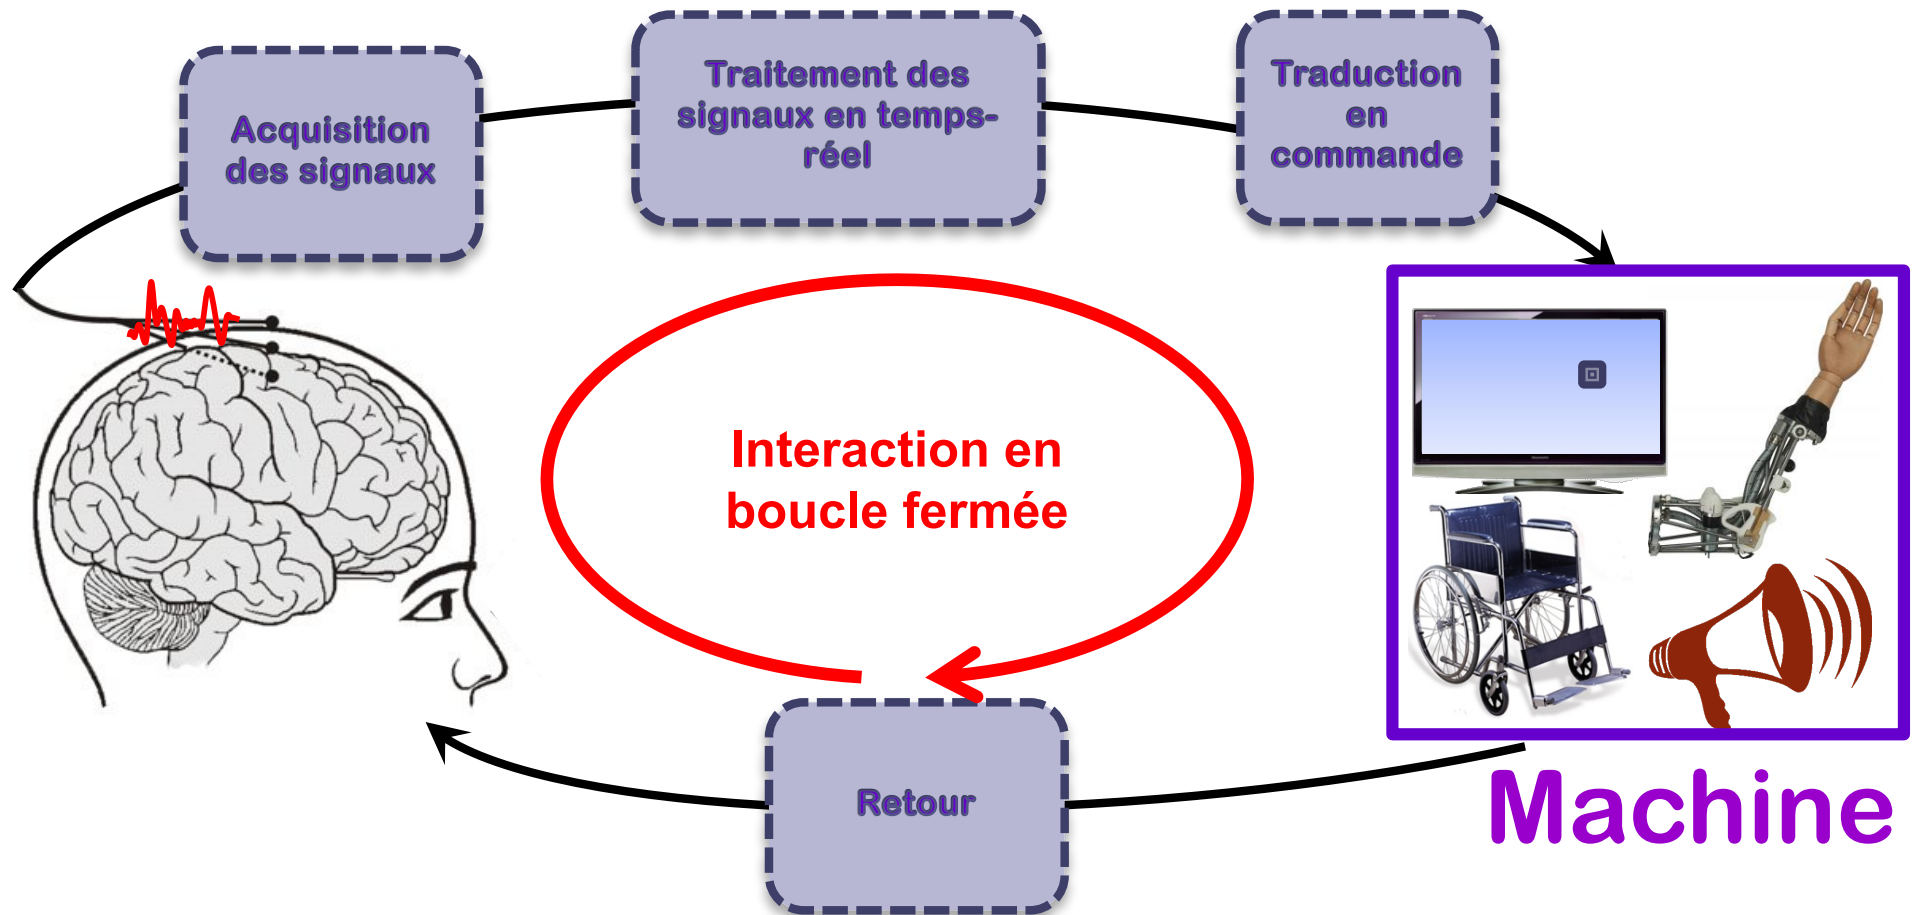 Acquisition
des signaux
Traitement des
signaux en temps-
réel
Traduction
en
commande
Interaction en
boucle fermée
Retour
Machine